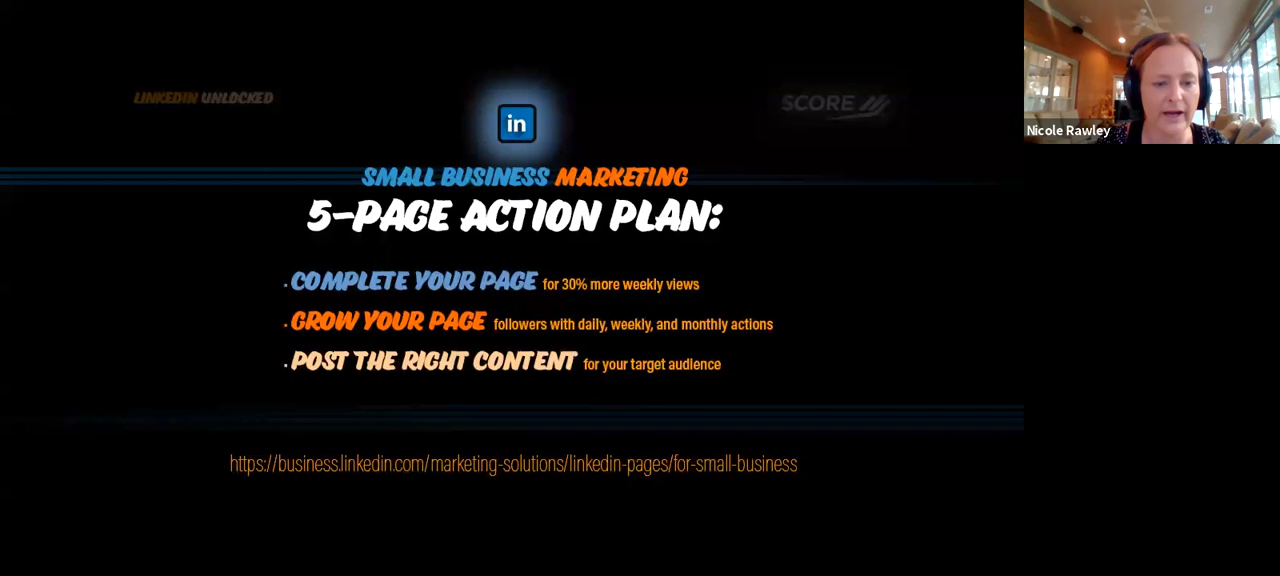 LINKEDIN UNLOCKED
in
SCORE
SMALL BUSINESS MARKETING
5-PAGE ACTION PLAN:
· COMPLETE YOUR PAGE for 30% more weekly views
· GROW YOUR PAGE followers with daily, weekly, and monthly actions
· POST THE RIGHT CONTENT for your target audience
https://business.linkedin.com/marketing-solutions/linkedin-pages/for-small-business
Nicole Rawley